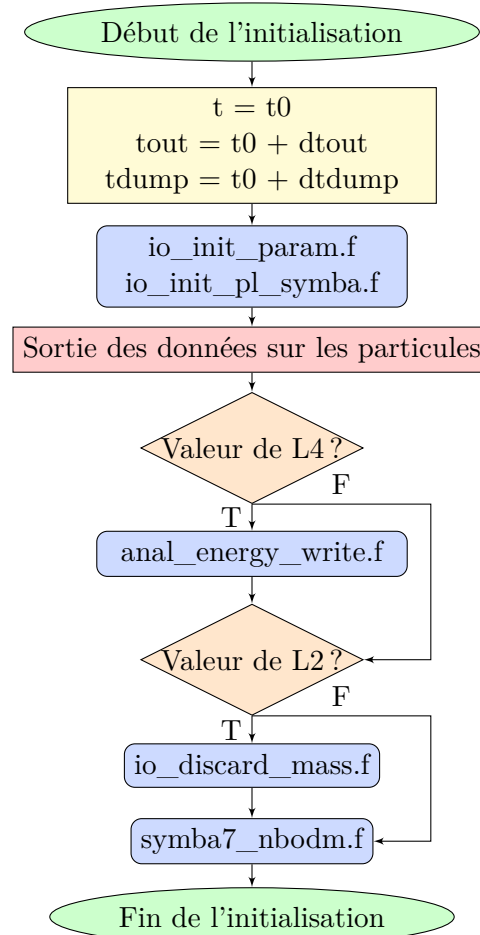 Début de l'initialisation
t = t0
tout = t0 + dtout
tdump = t0 + dtdump
io_init_param.f
io_init_pl_symba.f
Sortie des données sur les particules
Valeur de L4 ?
F
T
anal_energy_write.f
Valeur de L2 ?
F
T
io_discard_mass.f
symba7_nbodm.f
Fin de l'initialisation